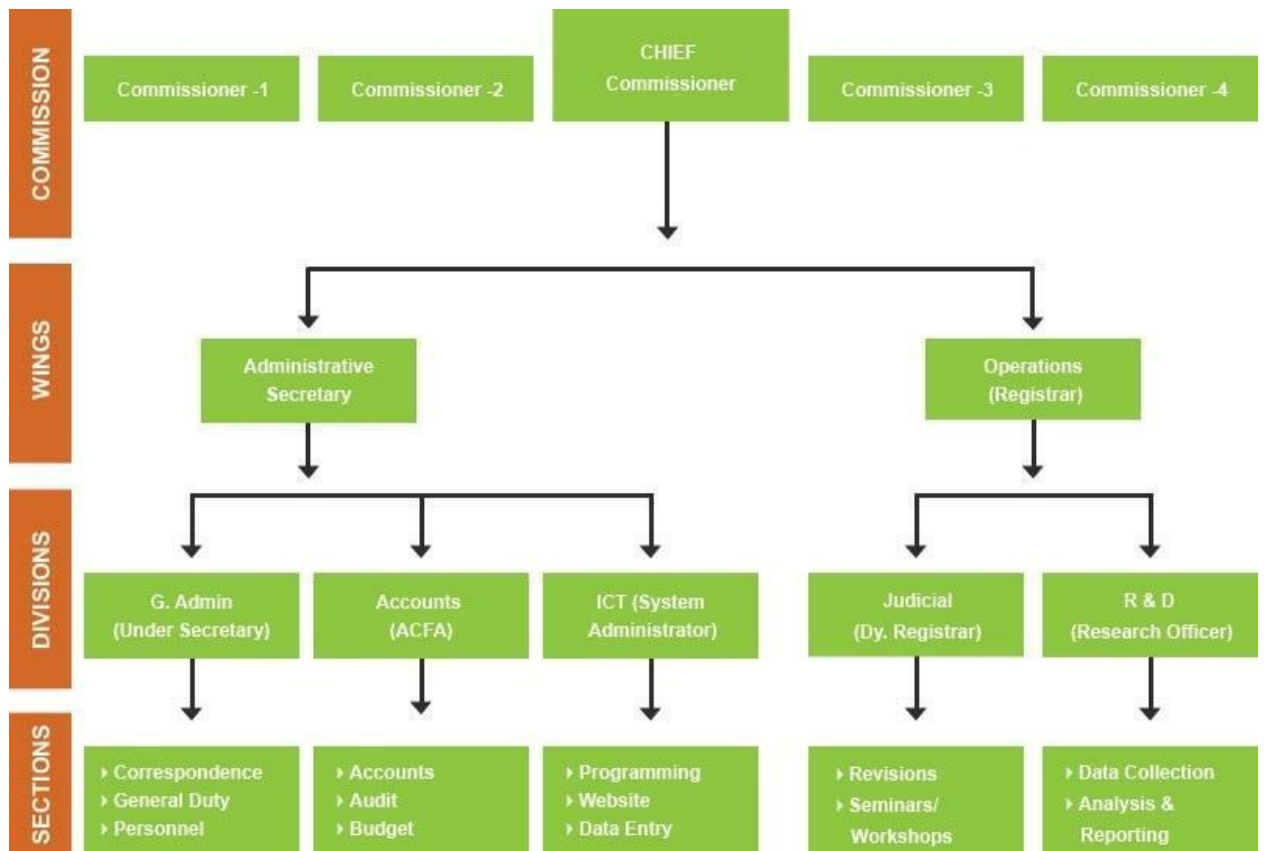 COMMISSION
CHIEF
Commissioner
Commissioner -1
Commissioner -2
Commissioner -3
Commissioner -4
WINGS
Administrative
Secretary
Operations
(Registrar)
DIVISIONS
G. Admin
(Under Secretary)
Accounts
(ACFA)
ICT (System
Administrator)
Judicial
(Dy. Registrar)
R & D
(Research Officer)
SECTIONS
Correspondence
General Duty
Personnel
Accounts
Audit
Budget
Programming
Website
Data Entry
Revisions
Seminars/
Workshops
Data Collection
Analysis &
Reporting